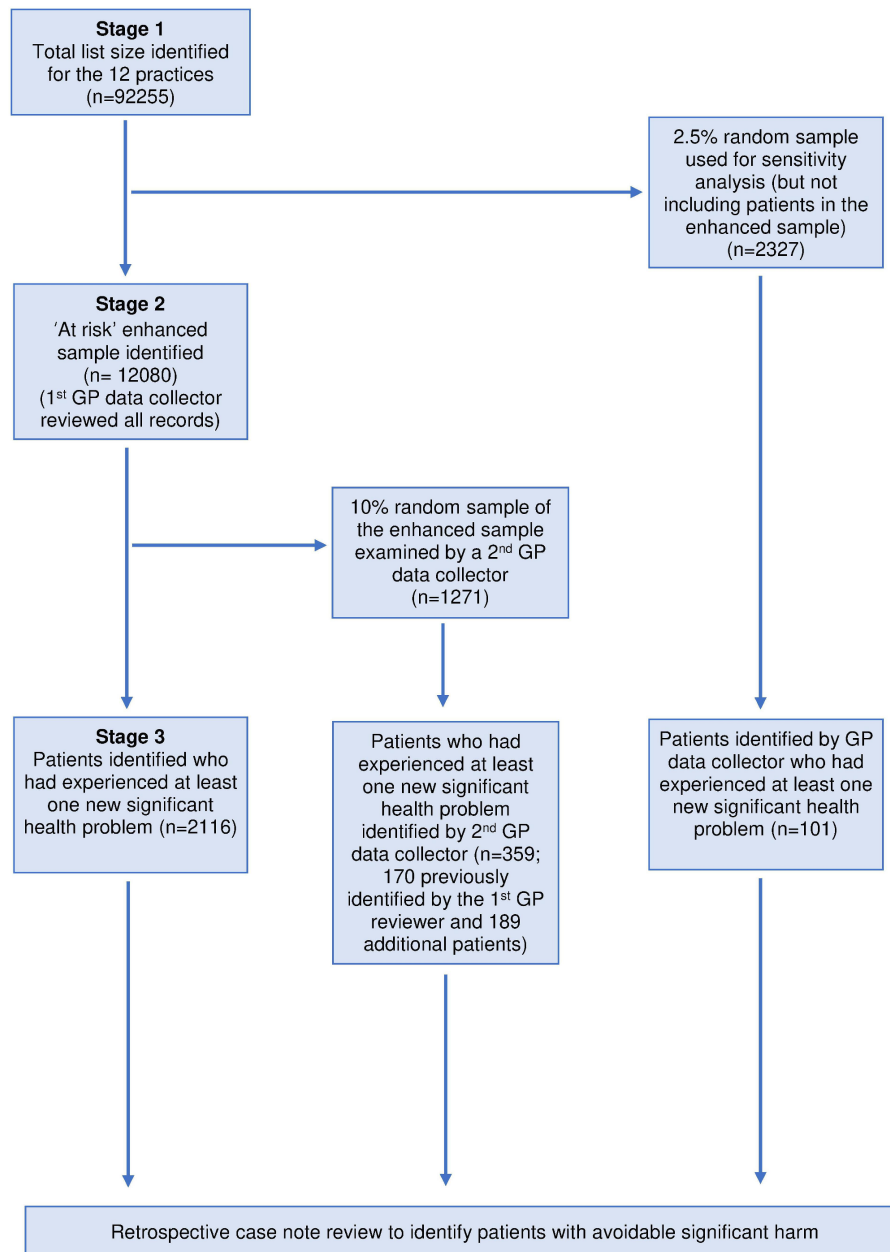 Stage 1
Total list size identified
for the 12 practices
(n=92255)
2.5% random sample
used for sensitivity
analysis (but not
including patients in the
enhanced sample)
(n=2327)
Stage 2
‘At risk’ enhanced
sample identified
(n= 12080)
(1st GP data collector
reviewed all records)
10% random sample of
the enhanced sample
examined by a 2nd GP
data collector
(n=1271)
Stage 3
Patients identified who
had experienced at least
one new significant
health problem (n=2116)
Patients who had
experienced at least
one new significant
health problem
identified by 2nd GP
data collector (n=359;
170 previously
identified by the 1st GP
reviewer and 189
additional patients)
Patients identified by GP
data collector who had
experienced at least one
new significant health
problem (n=101)
Retrospective case note review to identify patients with avoidable significant harm